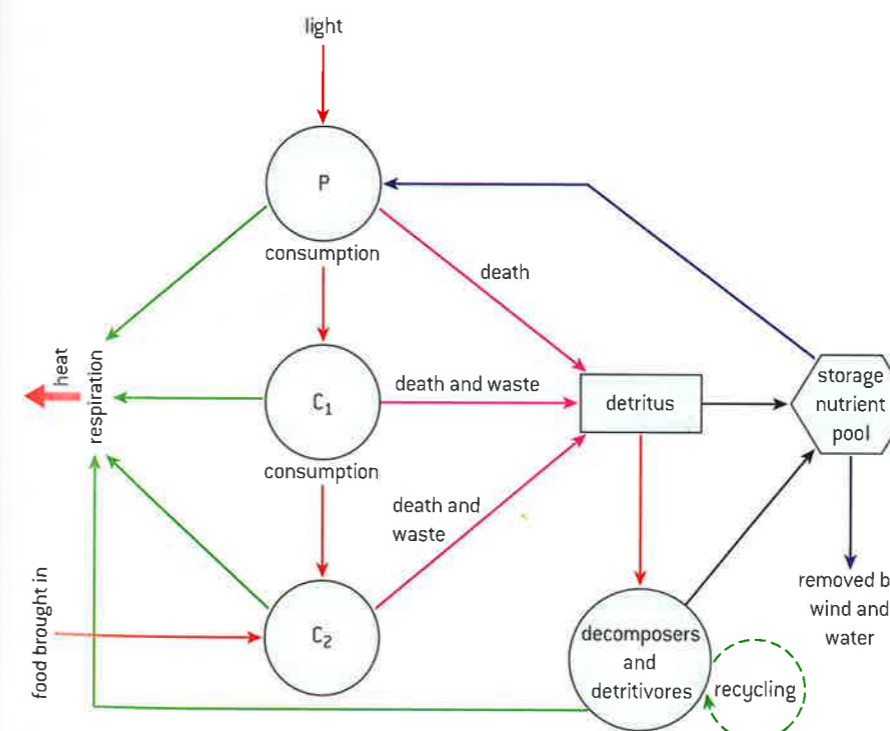 light
P
consumption
death
heat
respiration
C₁
death and waste
detritus
storage
nutrient
pool
consumption
death and
waste
food brought in
C₂
decomposers
and
detritivores
recycling
removed b
wind and
water